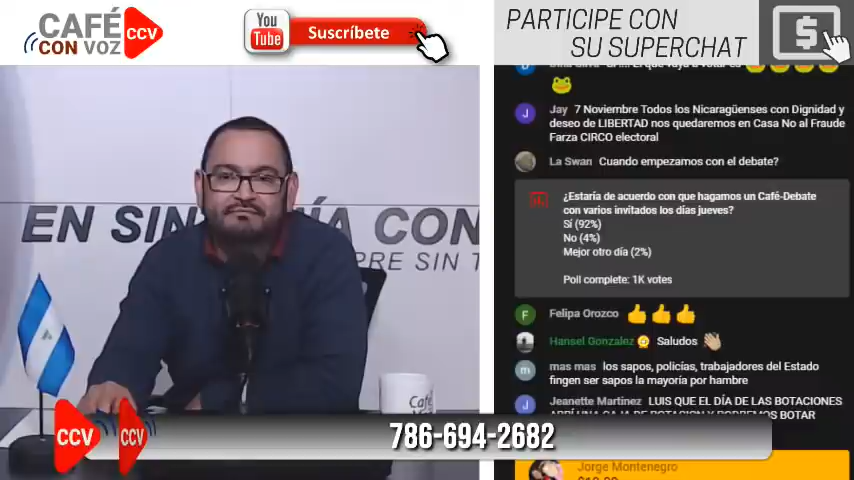 CAFÉ
CON VOZ
CCV
You
Tube
Suscríbete
PARTICIPE CON
SU SUPERCHAT
$
EN SIN
ÍA CON
PRE SIN T
Café
Jay 7 Noviembre Todos los Nicaragüenses con Dignidad y
deseo de LIBERTAD nos quedaremos en Casa No al Fraude
Farza CIRCO electoral
La Swan Cuando empezamos con el debate?
¿Estaría de acuerdo con que hagamos un Café-Debate
con varios invitados los días jueves?
Sí (92%)
No (4%)
Mejor otro día (2%)
Poll complete: 1K votes
Felipa Orozco
Hansel Gonzalez Saludos
mas mas los sapos, policías, trabajadores del Estado
fingen ser sapos la mayoría por hambre
Jeanette Martinez LUIS QUE EL DÍA DE LAS BOTACIONES
CCV
CCV
786-694-2682
Jorge Montenegro